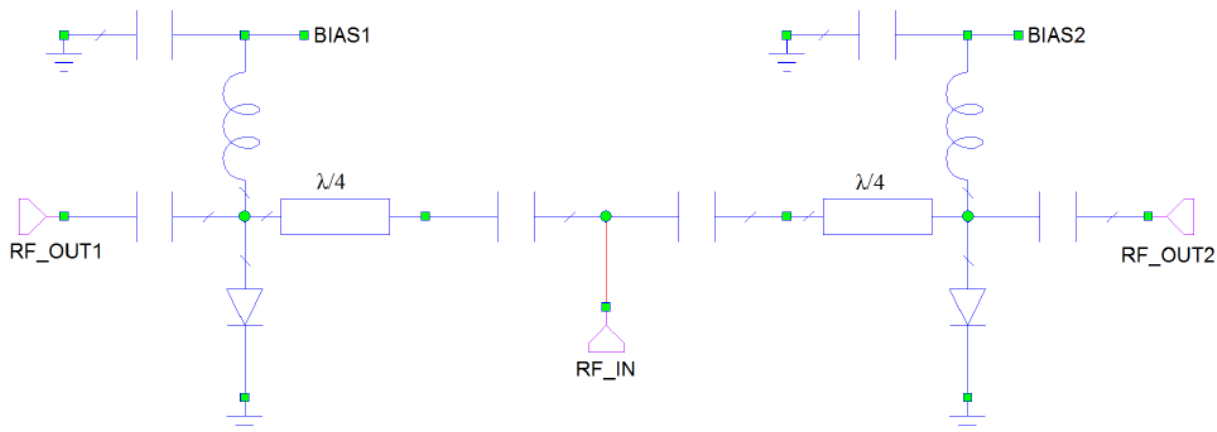 BIAS1
BIAS2
λ/4
λ/4
RF_OUT1
RF_OUT2
RF_IN